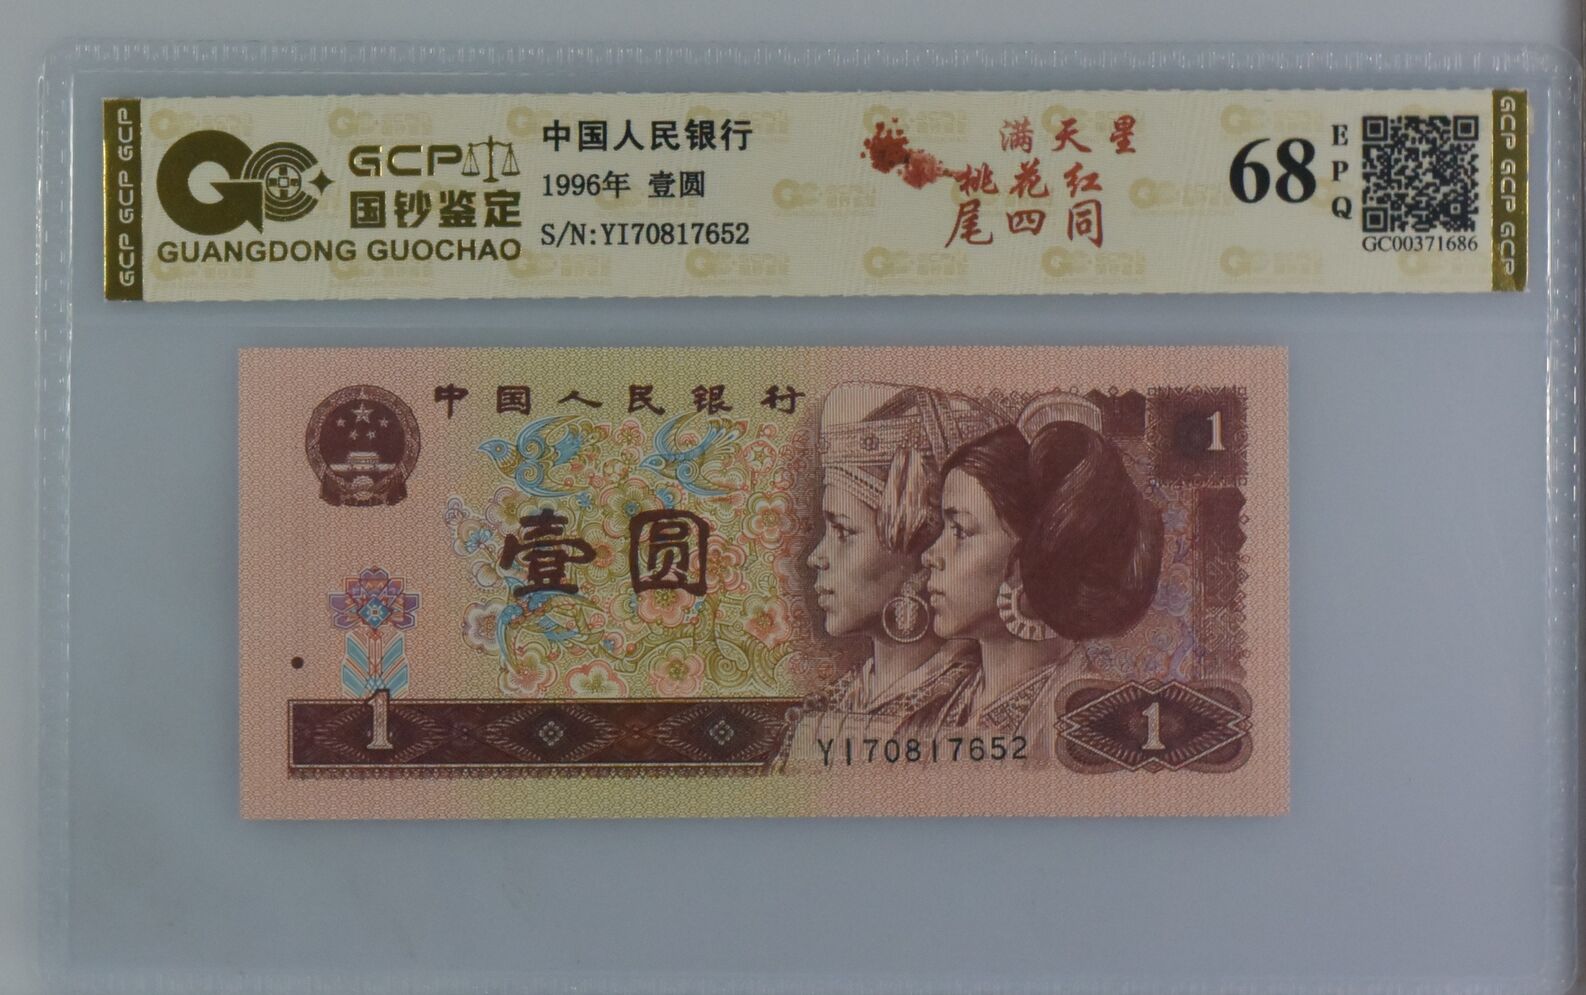 GCP GCP GCP
GCP
国钞鉴定
GUANGDONG GUOCHAO
中国人民银行
1996年 壹圆
S/N:YI70817652
满天星
桃花红
尾四同
68
EPQ
GC00371686
GCP GCP GCP
中国人民银行
1
壹圆
1
YI70817652
1